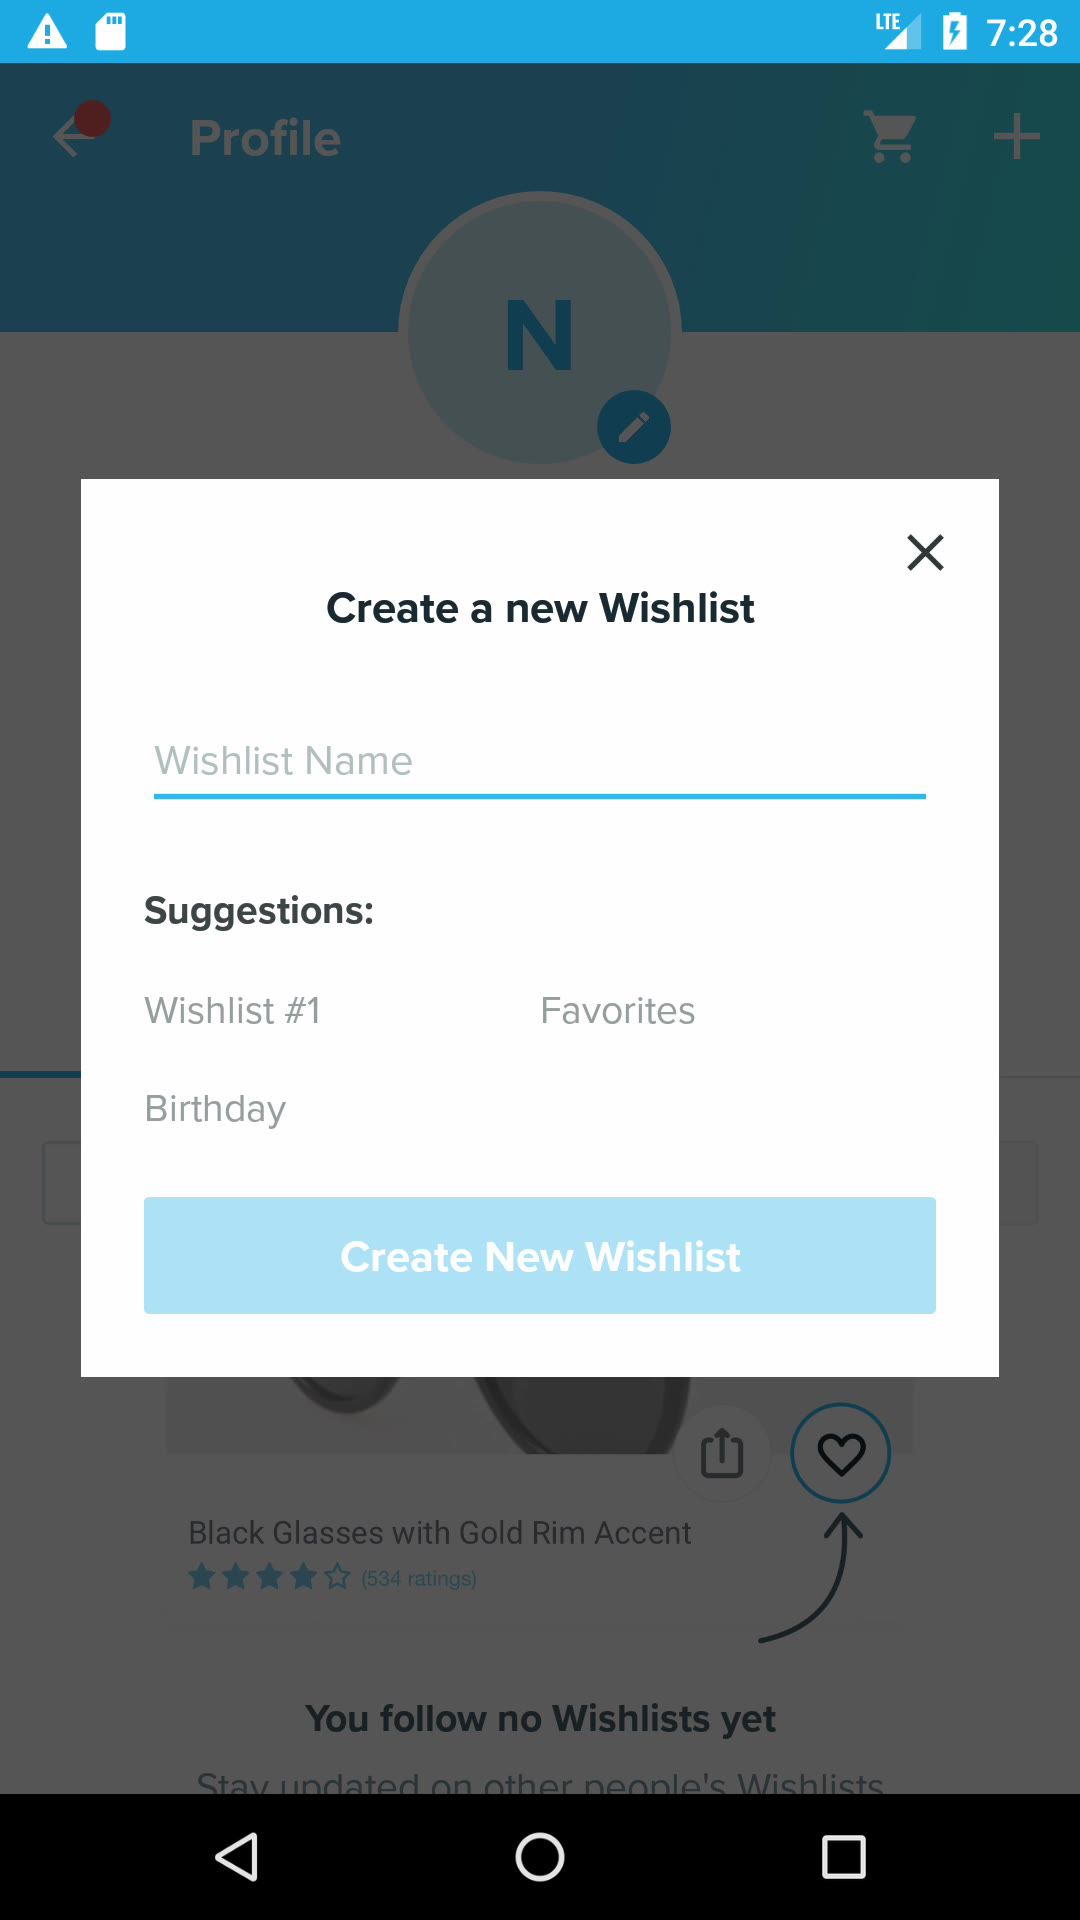 LTE 7:28
Profile
N
Create a new Wishlist
Wishlist Name
Suggestions:
Wishlist #1 Favorites
Birthday
Create New Wishlist
Black Glasses with Gold Rim Accent
(534 ratings)
You follow no Wishlists yet
Stay updated on other people's Wishlists